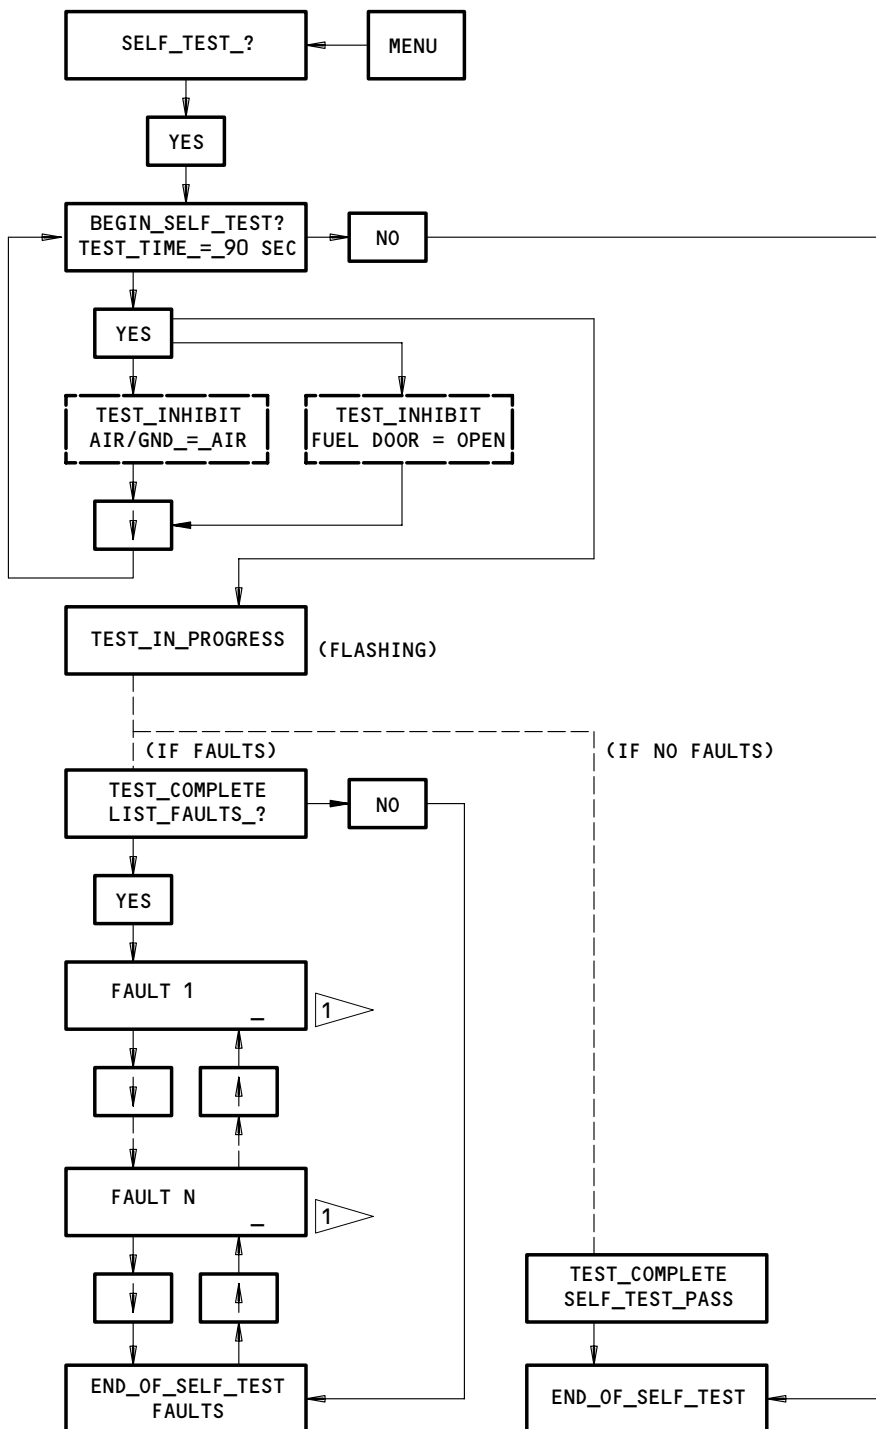 SELF_TEST_?
MENU
YES
BEGIN_SELF_TEST?
TEST_TIME_=_90 SEC
NO
YES
TEST_INHIBIT
AIR/GND_=_AIR
TEST_INHIBIT
FUEL DOOR = OPEN
TEST_IN_PROGRESS
(FLASHING)
(IF FAULTS)
(IF NO FAULTS)
TEST_COMPLETE
LIST_FAULTS_?
NO
YES
FAULT 1
_
1
FAULT N
_
1
TEST_COMPLETE
SELF_TEST_PASS
END_OF_SELF_TEST
FAULTS
END_OF_SELF_TEST